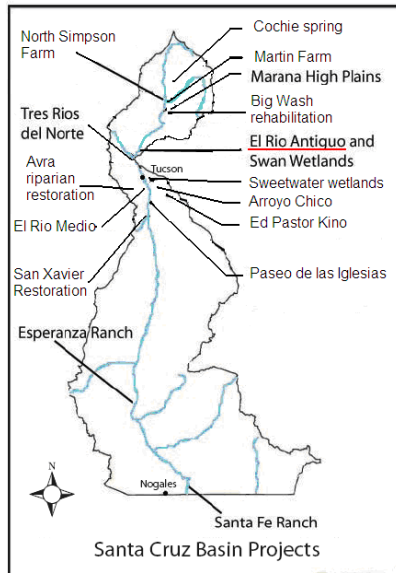 North Simpson
Farm
Cochie spring
Martin Farm
Marana High Plains
Big Wash
rehabilitation
Tres Rios
del Norte
El Rio Antiguo and
Swan Wetlands
Avra
riparian
restoration
Tucson
Sweetwater wetlands
Arroyo Chico
El Rio Medio
Ed Pastor Kino
San Xavier
Restoration
Paseo de las Iglesias
Esperanza Ranch
N
Nogales
Santa Fe Ranch
Santa Cruz Basin Projects